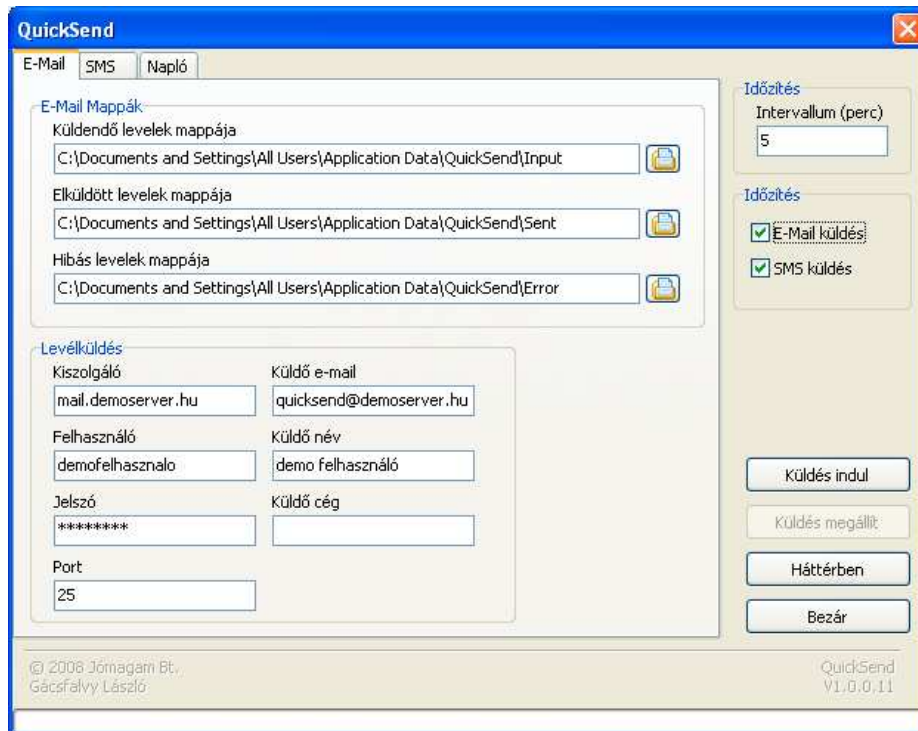 QuickSend
E-Mail SMS Napló
E-Mail Mappák
Küldendő levelek mappája
C:\Documents and Settings\All Users\Application Data\QuickSend\Input
Elküldött levelek mappája
C:\Documents and Settings\All Users\Application Data\QuickSend\Sent
Hibás levelek mappája
C:\Documents and Settings\All Users\Application Data\QuickSend\Error
Levélküldés
Kiszolgáló
mail.demoserver.hu
Küldő e-mail
quicksend@demoserver.hu
Felhasználó
demofelhasznalo
Küldő név
demo felhasználó
Jelszó
********
Küldő cég
Port
25
Időzítés
Intervallum (perc)
5
Időzítés
E-Mail küldés
SMS küldés
Küldés indul
Küldés megállít
Háttérben
Bezár
© 2008 Jómagam Bt.
Gácsfalvy László
QuickSend
V1.0.0.11